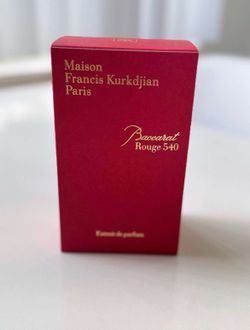 Maison
Francis Kurkdjian
Paris
Baccarat
Rouge 540
Extrait de parfum